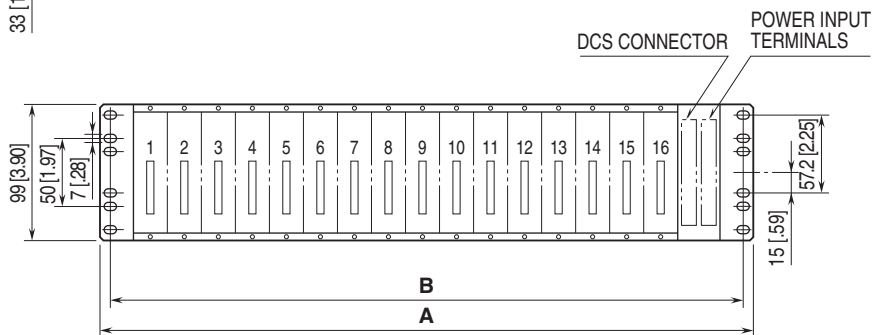 33 [1
POWER INPUT
DCS CONNECTOR TERMINALS
1 2 3 4 5 6 7 8 9 10 11 12 13 14 15 16
99 [3.90]
50 [1.97]
7 [.28]
57.2 [2.25]
15 [.59]
B
A